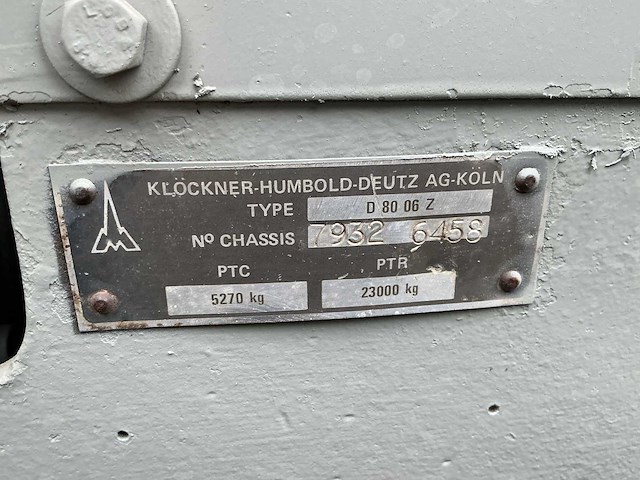 KLÖCKNER-HUMBOLD-DEUTZ AG-KÖLN
TYPE D 80 06 Z
Nº CHASSIS 7932 6458
PTC PTR
5270 kg 23000 kg